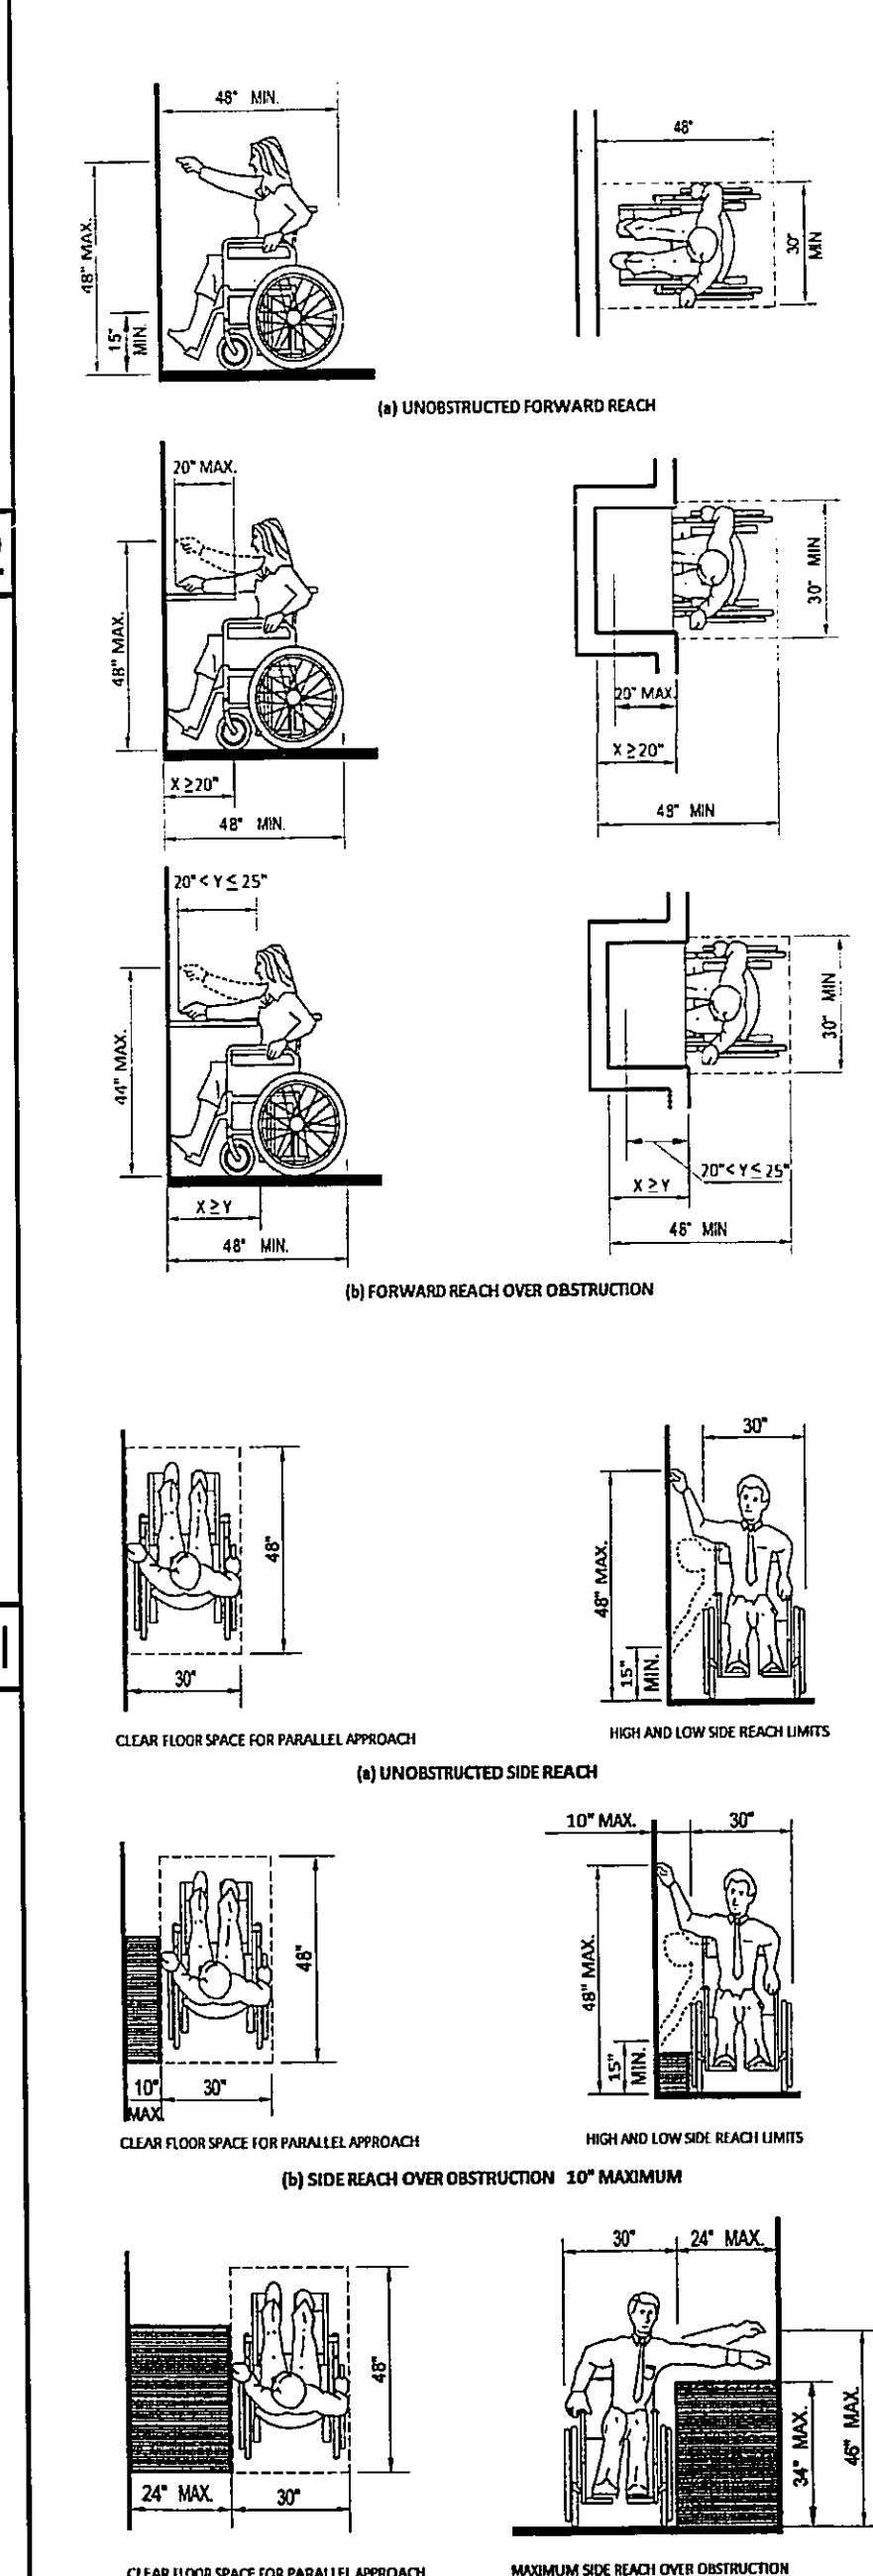 48" MIN.
48"
48" MAX.
15" MIN.
30" MIN
(a) UNOBSTRUCTED FORWARD REACH
20" MAX.
48" MAX.
30" MIN
20" MAX.
X ≥20"
X ≥20"
48" MIN.
48" MIN
20" < Y ≤ 25"
44" MAX.
30" MIN
20" < Y ≤ 25"
X ≥ Y
X ≥ Y
48" MIN.
48" MIN
(b) FORWARD REACH OVER OBSTRUCTION
30"
48"
48" MAX.
15" MIN.
30"
CLEAR FLOOR SPACE FOR PARALLEL APPROACH
HIGH AND LOW SIDE REACH LIMITS
(a) UNOBSTRUCTED SIDE REACH
10" MAX.
30"
48"
48" MAX.
15" MIN.
10" MAX.
30"
CLEAR FLOOR SPACE FOR PARALLEL APPROACH
HIGH AND LOW SIDE REACH LIMITS
(b) SIDE REACH OVER OBSTRUCTION 10" MAXIMUM
30"
24" MAX.
48"
34" MAX.
46" MAX.
24" MAX.
30"
CLEAR FLOOR SPACE FOR PARALLEL APPROACH
MAXIMUM SIDE REACH OVER OBSTRUCTION